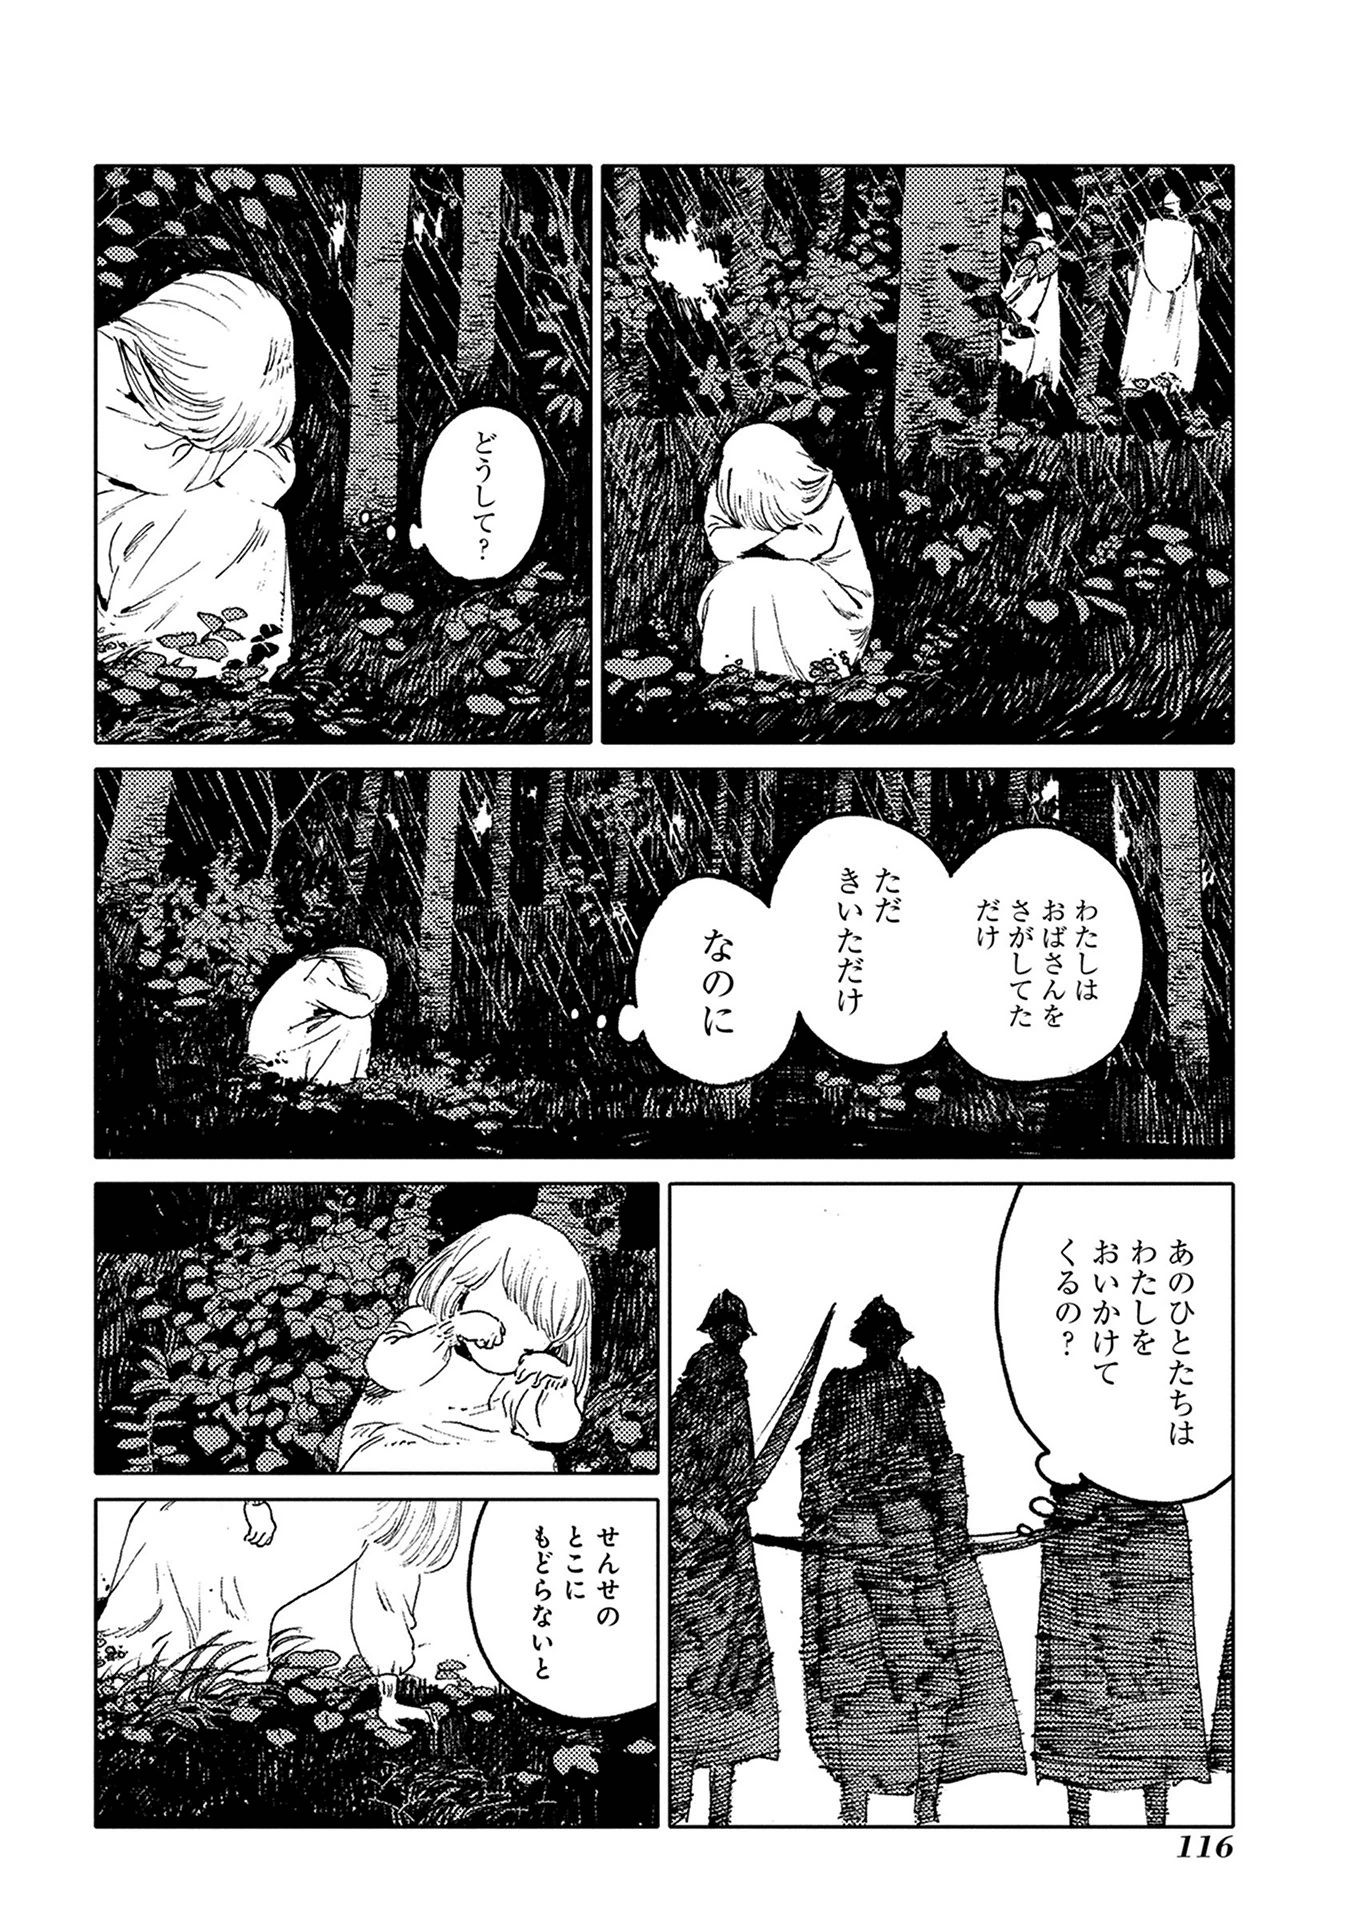 どうして？
わたしは
おばさんを
さがしてた
だけ
ただ
きいただけ
なのに
あのひとたちは
わたしを
おいかけて
くるの？
せんせの
とこに
もどらないと
116